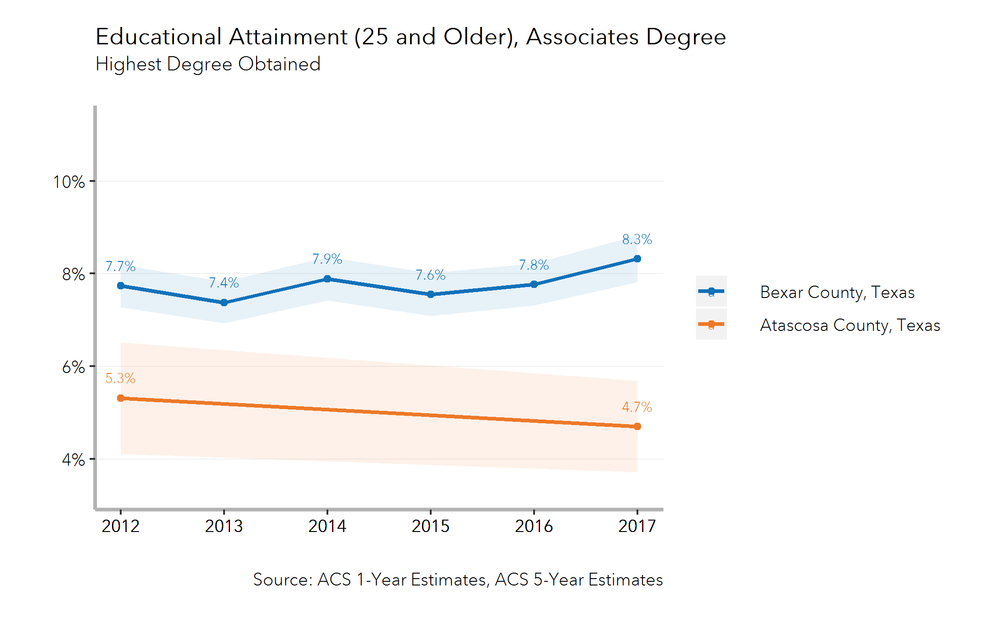 Educational Attainment (25 and Older), Associates Degree
Highest Degree Obtained
10%
8%
6%
4%
7.7%
7.4%
7.9%
7.6%
7.8%
8.3%
5.3%
4.7%
a
Bexar County, Texas
a
Atascosa County, Texas
2012 2013 2014 2015 2016 2017
Source: ACS 1-Year Estimates, ACS 5-Year Estimates